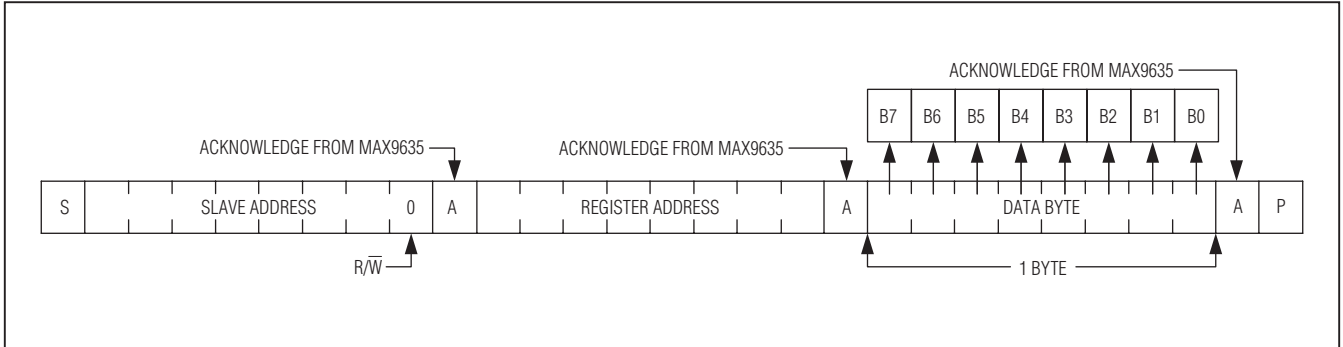 ACKNOWLEDGE FROM MAX9635
B7 B6 B5 B4 B3 B2 B1 B0
ACKNOWLEDGE FROM MAX9635 ACKNOWLEDGE FROM MAX9635
S SLAVE ADDRESS 0 A REGISTER ADDRESS A DATA BYTE A P
R/W̅ 1 BYTE